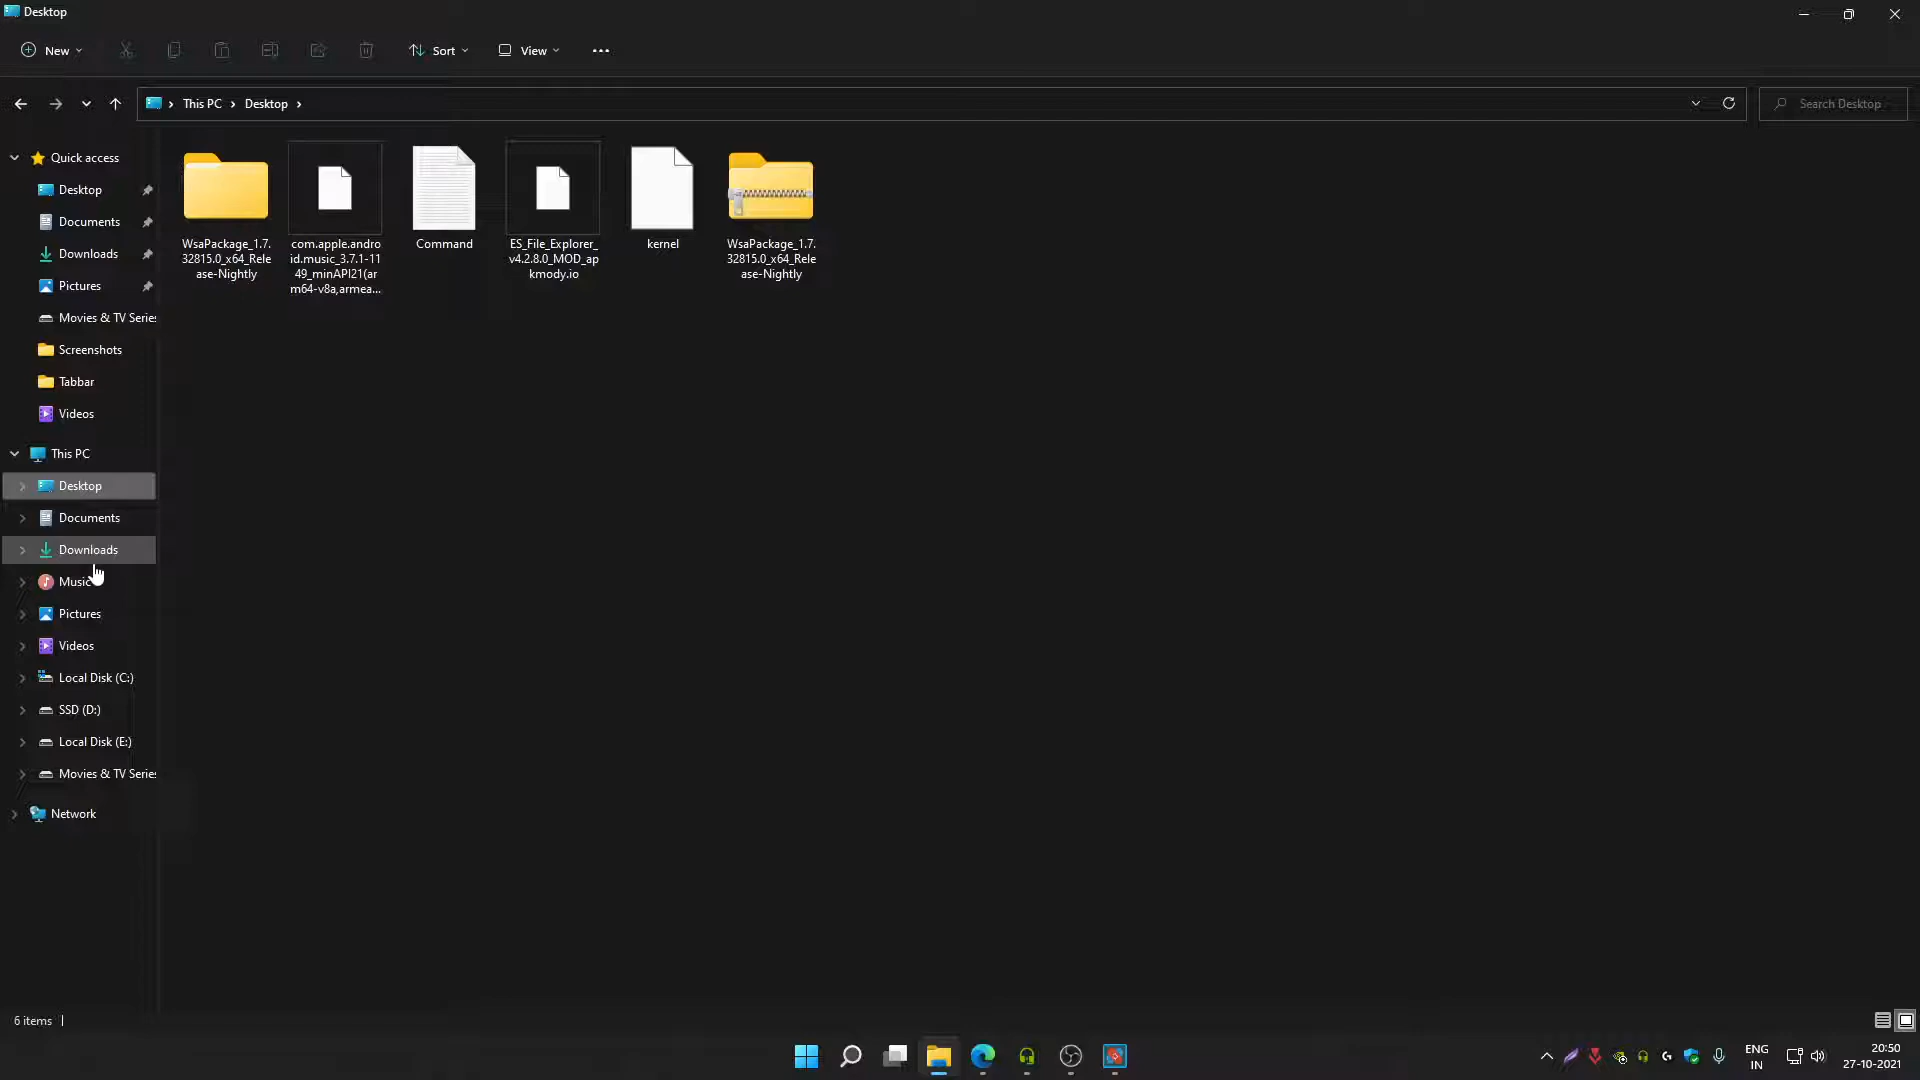 Desktop
New
Sort
View
This PC
Desktop
Search Desktop
Quick access
Desktop
Documents
Downloads
Pictures
Movies & TV Series
Screenshots
Tabbar
Videos
This PC
Desktop
Documents
Downloads
Music
Pictures
Videos
Local Disk (C:)
SSD (D:)
Local Disk (E:)
Movies & TV Series
Network
WsaPackage_1.7.
32815.0_x64_Rele
ase-Nightly
com.apple.andro
id.music_3.7.1-11
49_minAPI21(ar
m64-v8a,armea...
Command
ES_File_Explorer_
v4.2.8.0_MOD_ap
kmody.io
kernel
WsaPackage_1.7.
32815.0_x64_Rele
ase-Nightly
6 items
ENG
IN
20:50
27-10-2021